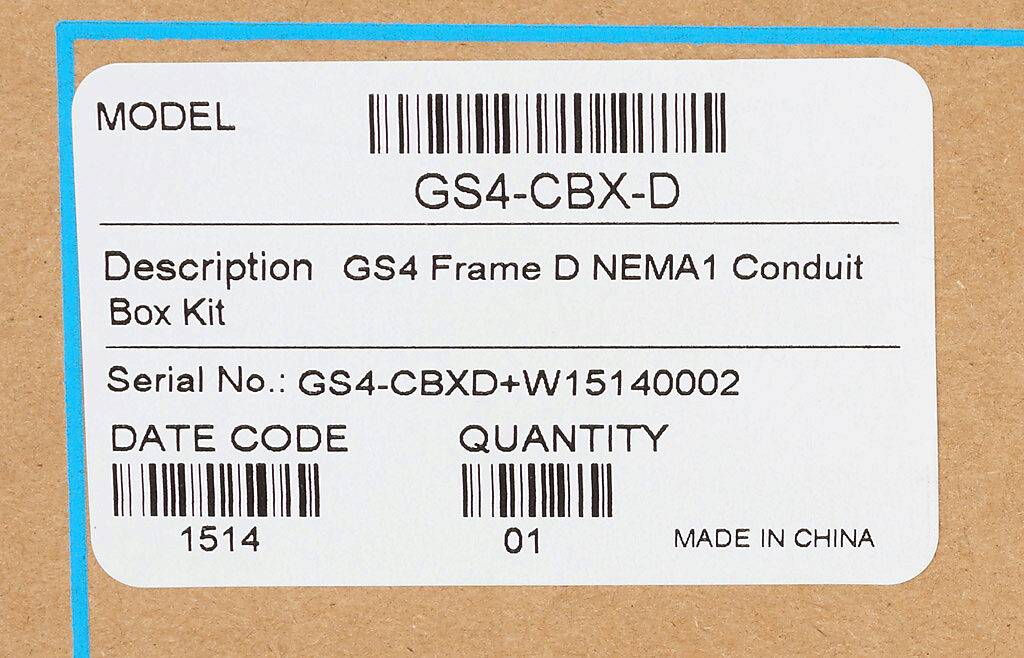 MODEL
GS4-CBX-D
Description GS4 Frame D NEMA1 Conduit
Box Kit
Serial No.: GS4-CBXD+W15140002
DATE CODE QUANTITY
1514 01 MADE IN CHINA